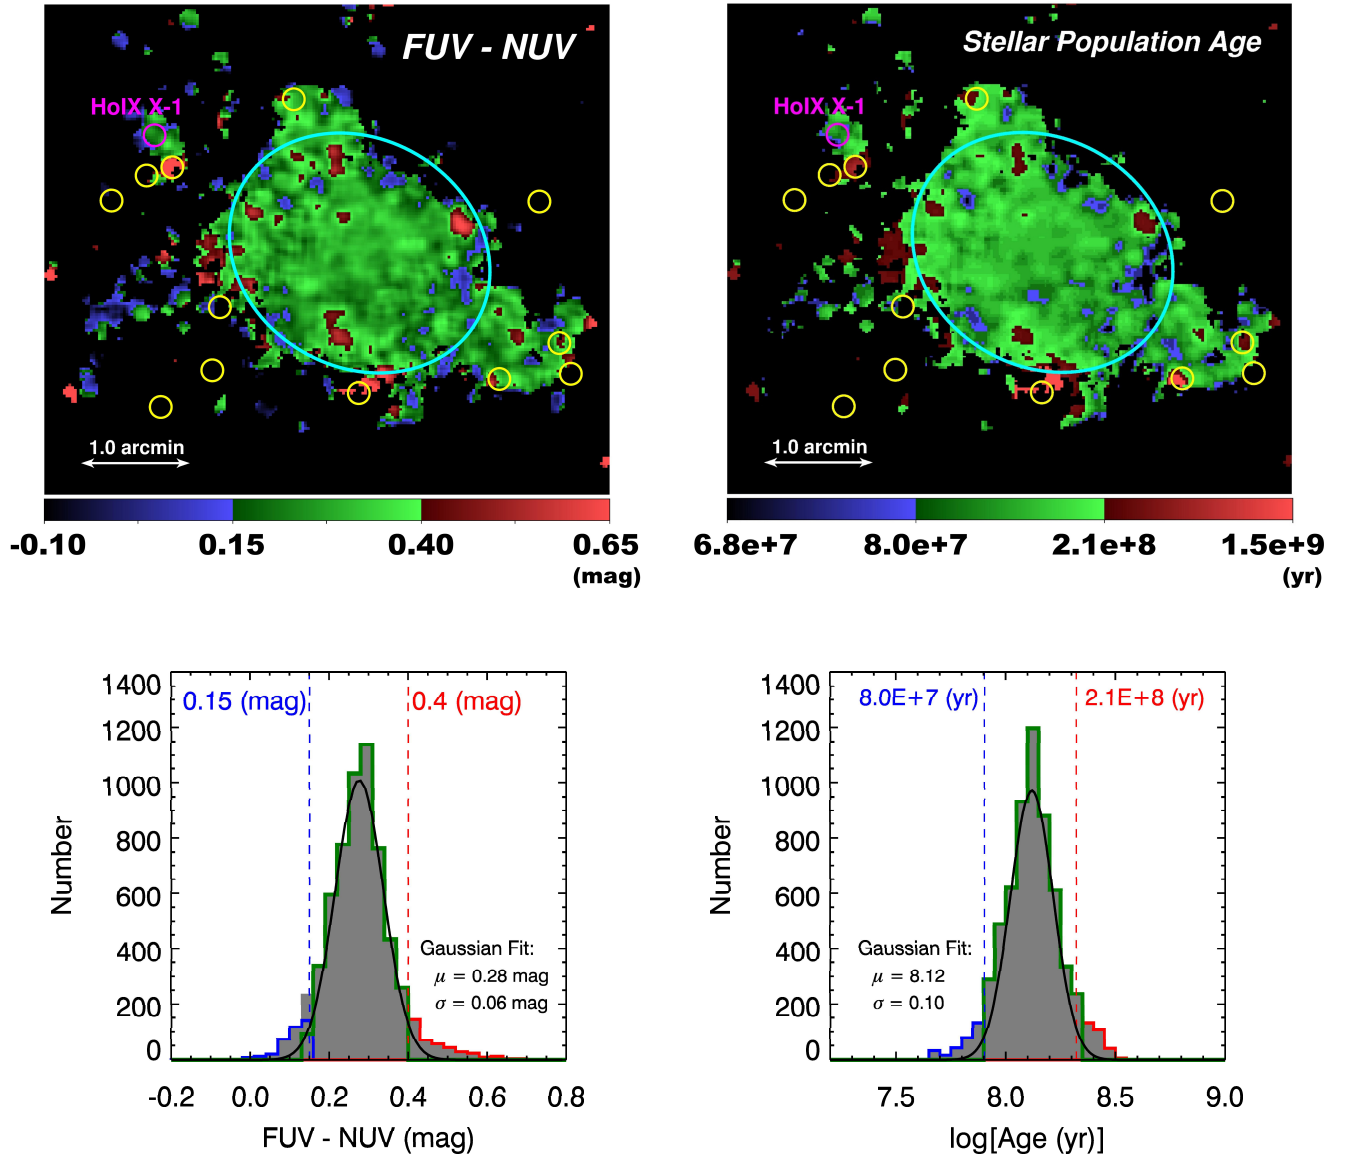 FUV - NUV
HoIX X-1
1.0 arcmin
-0.10 0.15 0.40 0.65
(mag)
Stellar Population Age
HoIX X-1
1.0 arcmin
6.8e+7 8.0e+7 2.1e+8 1.5e+9
(yr)
1400
1200
1000
800
600
400
200
0
Number
0.15 (mag)
0.4 (mag)
Gaussian Fit:
μ = 0.28 mag
σ = 0.06 mag
-0.2 0.0 0.2 0.4 0.6 0.8
FUV - NUV (mag)
1400
1200
1000
800
600
400
200
0
Number
8.0E+7 (yr)
2.1E+8 (yr)
Gaussian Fit:
μ = 8.12
σ = 0.10
7.5 8.0 8.5 9.0
log[Age (yr)]